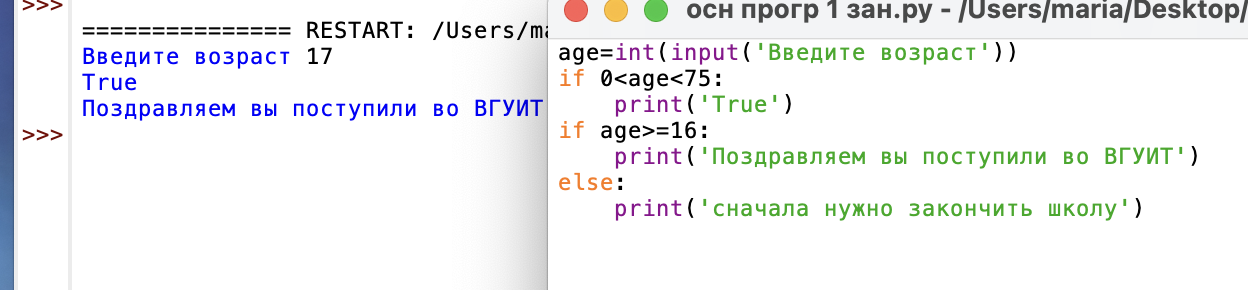 >>>
=============== RESTART: /Users/ma
Введите возраст 17
True
Поздравляем вы поступили во ВГУИТ
>>>
осн прогр 1 зан.py - /Users/maria/Desktop/
age=int(input('Введите возраст'))
if 0<age<75:
    print('True')
if age>=16:
    print('Поздравляем вы поступили во ВГУИТ')
else:
    print('сначала нужно закончить школу')